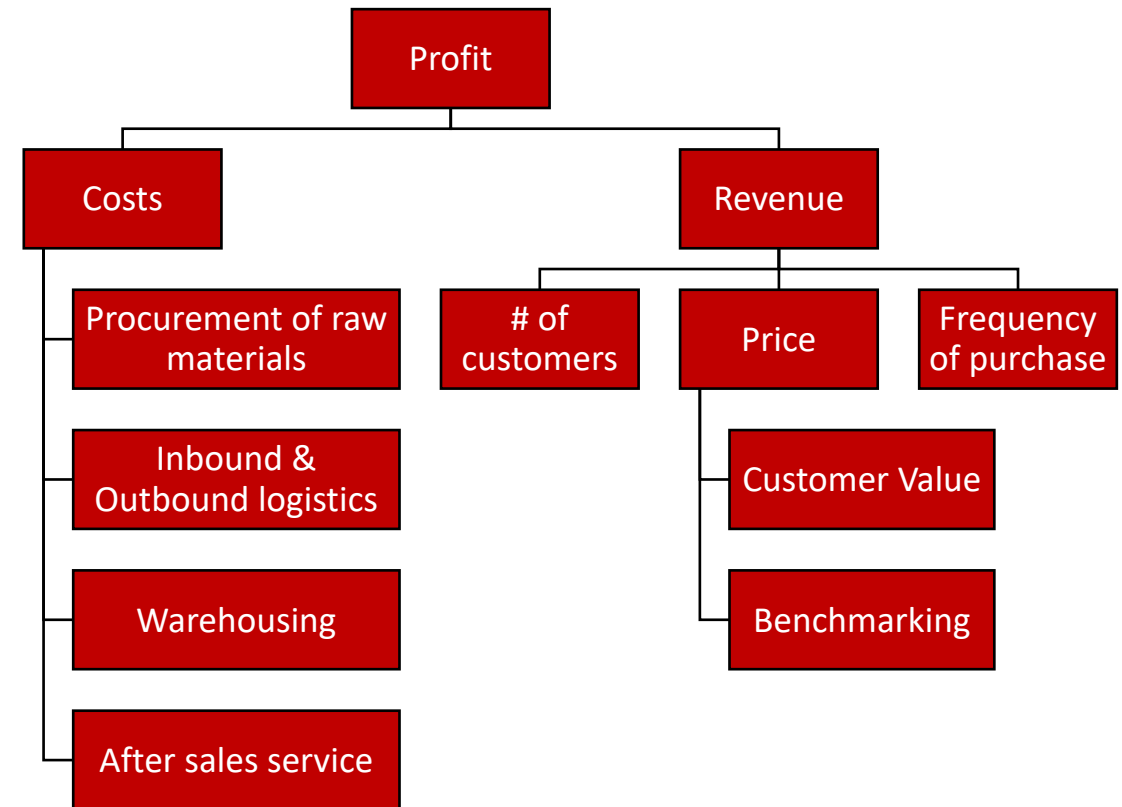 Profit
Costs
Revenue
Procurement of raw
materials
# of
customers
Price
Frequency
of purchase
Inbound &
Outbound logistics
Customer Value
Warehousing
Benchmarking
After sales service